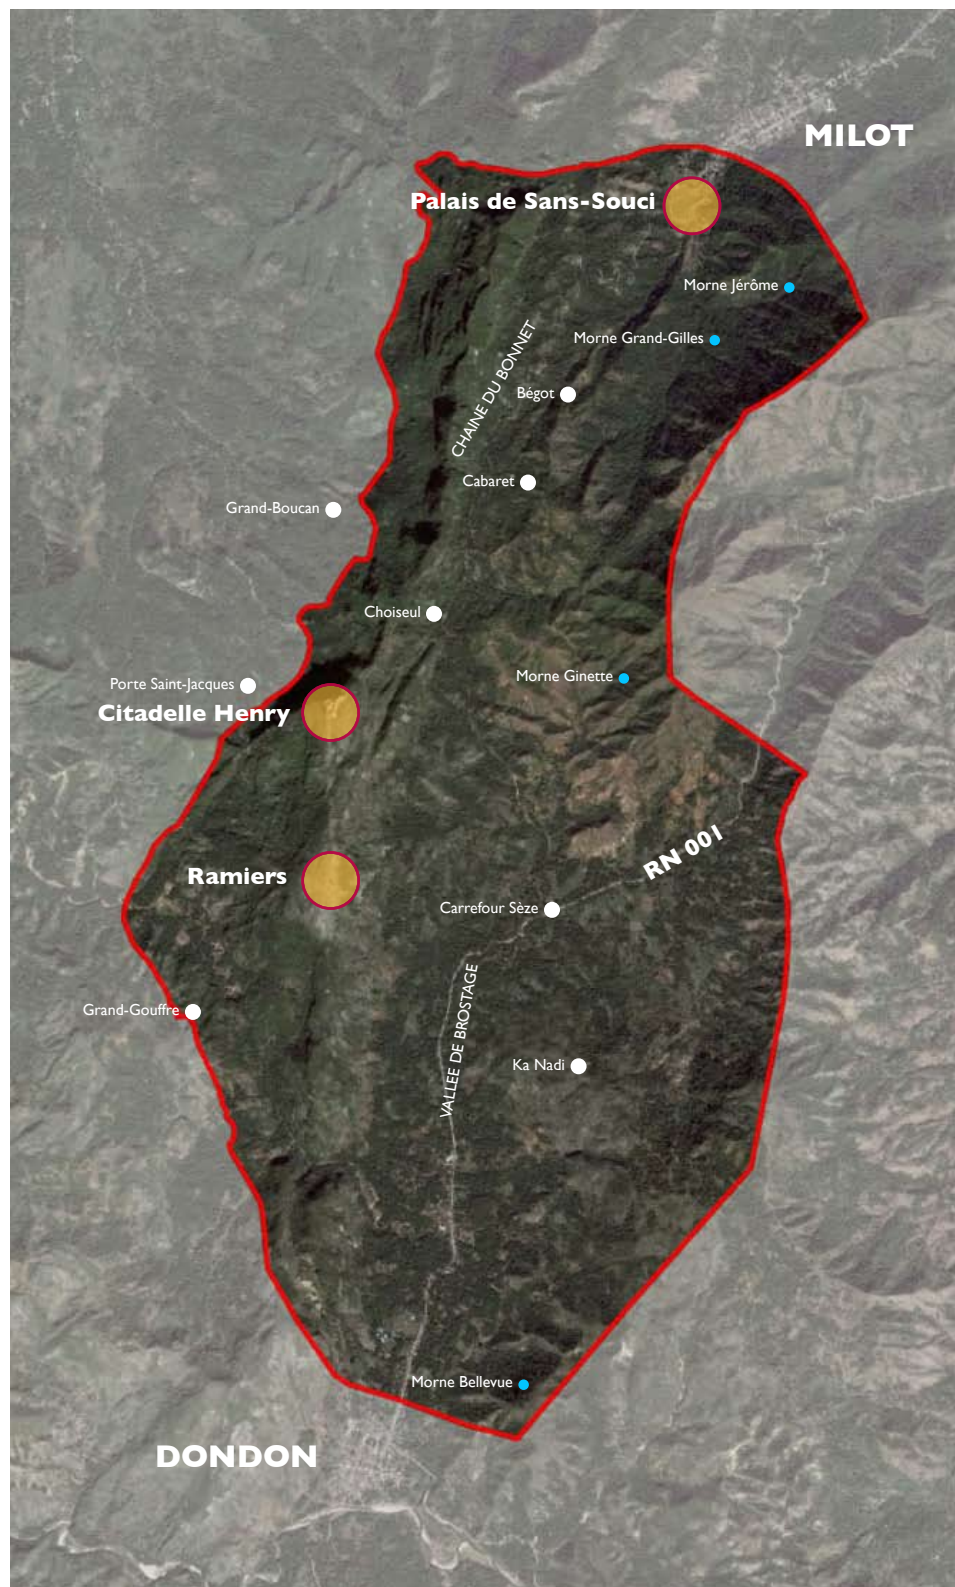 MILOT
Palais de Sans-Souci
Morne Jérôme
Morne Grand-Gilles
CHAINE DU BONNET
Bégot
Cabaret
Grand-Boucan
Choiseul
Morne Ginette
Porte Saint-Jacques
Citadelle Henry
RN 001
Ramiers
Carrefour Sèze
VALLEE DE BROSTAGE
Grand-Gouffre
Ka Nadi
Morne Bellevue
DONDON